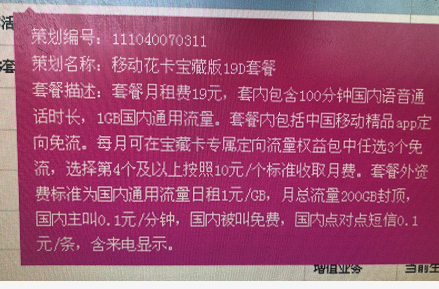 活
套
策划编号：111040070311
策划名称：移动花卡宝藏版19D套餐
套餐描述：套餐月租费19元，套内包含100分钟国内语音通
话时长，1GB国内通用流量。套餐内包括中国移动精品app定
向免流。每月可在宝藏卡专属定向流量权益包中任选3个免
流，选择第4个及以上按照10元/个标准收取月费。套餐外资
费标准为国内通用流量日租1元/GB，月总流量200GB封顶，
国内主叫0.1元/分钟，国内被叫免费，国内点对点短信0.1
元/条，含来电显示。
增值业务
当前生